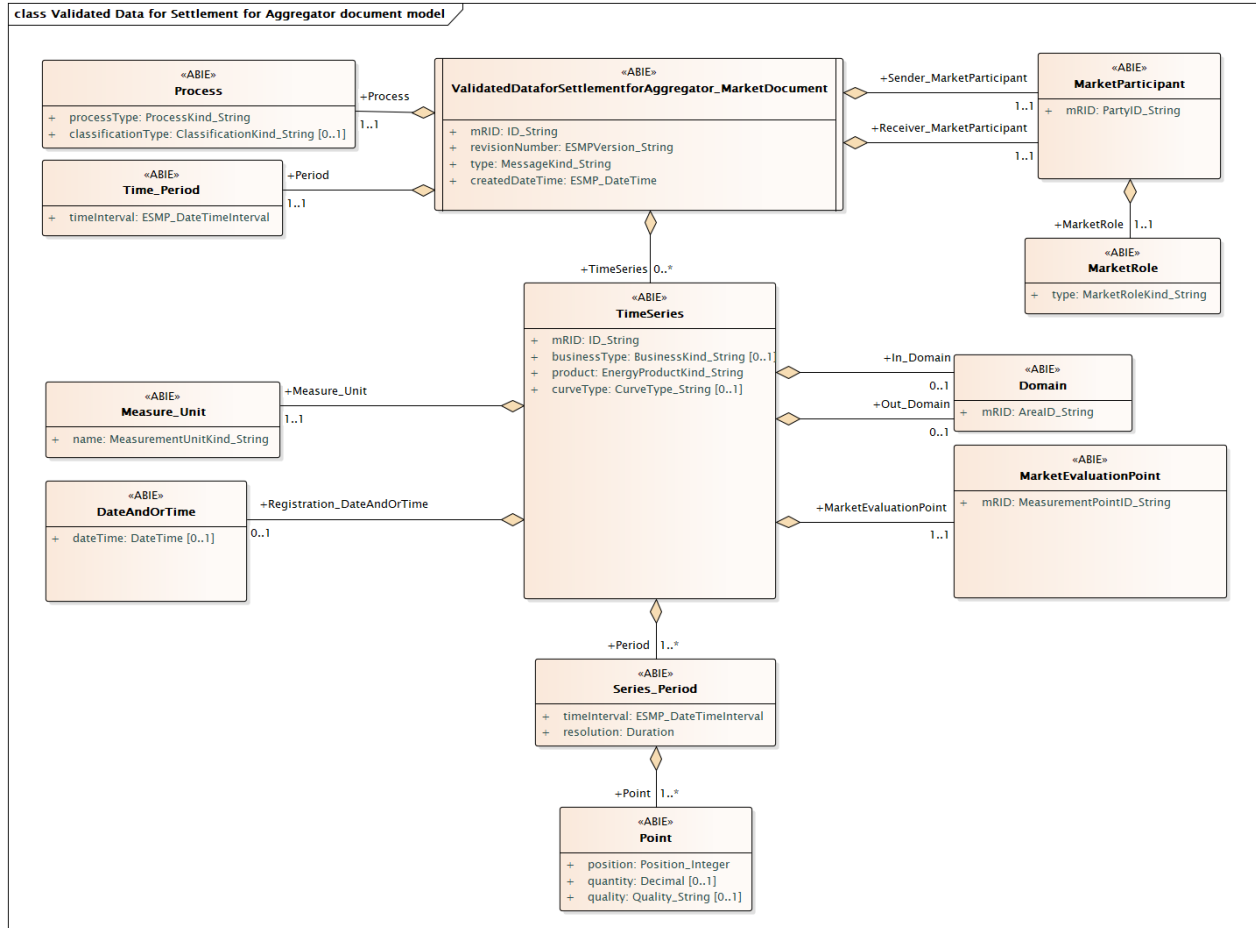 class Validated Data for Settlement for Aggregator document model
«ABIE»
Process
+ processType: ProcessKind_String
+ classificationType: ClassificationKind_String [0..1]
+Process
1..1
«ABIE»
ValidatedDataforSettlementforAggregator_MarketDocument
+ mRID: ID_String
+ revisionNumber: ESMPVersion_String
+ type: MessageKind_String
+ createdDateTime: ESMP_DateTime
+Sender_MarketParticipant
1..1
+Receiver_MarketParticipant
1..1
«ABIE»
MarketParticipant
+ mRID: PartyID_String
«ABIE»
Time_Period
+ timeInterval: ESMP_DateTimeInterval
+Period
1..1
+MarketRole 1..1
«ABIE»
MarketRole
+ type: MarketRoleKind_String
+TimeSeries 0..*
«ABIE»
TimeSeries
+ mRID: ID_String
+ businessType: BusinessKind_String [0..1]
+ product: EnergyProductKind_String
+ curveType: CurveType_String [0..1]
+In_Domain
0..1
+Out_Domain
0..1
«ABIE»
Domain
+ mRID: AreaID_String
«ABIE»
Measure_Unit
+ name: MeasurementUnitKind_String
+Measure_Unit
1..1
«ABIE»
DateAndOrTime
+ dateTime: DateTime [0..1]
+Registration_DateAndOrTime
0..1
+MarketEvaluationPoint
1..1
«ABIE»
MarketEvaluationPoint
+ mRID: MeasurementPointID_String
+Period 1..*
«ABIE»
Series_Period
+ timeInterval: ESMP_DateTimeInterval
+ resolution: Duration
+Point 1..*
«ABIE»
Point
+ position: Position_Integer
+ quantity: Decimal [0..1]
+ quality: Quality_String [0..1]